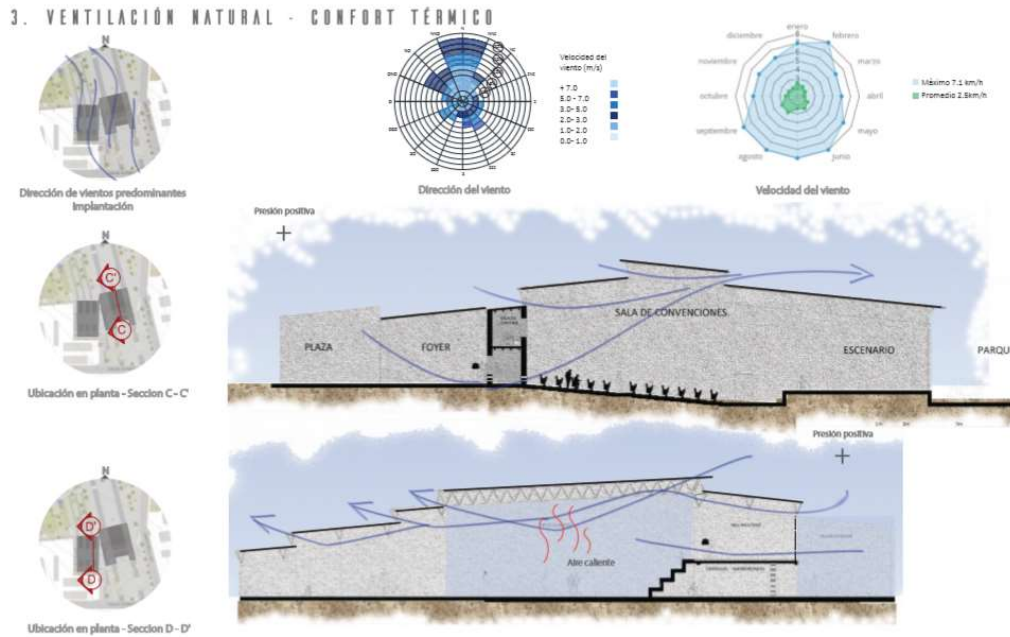 3. VENTILACIÓN NATURAL - CONFORT TÉRMICO
N
Dirección de vientos predominantes
Implantación
Velocidad del
viento (m/s)
+ 7.0
5.0 - 7.0
3.0- 5.0
2.0- 3.0
1.0- 2.0
0.0- 1.0
Dirección del viento
enero
febrero
marzo
abril
mayo
junio
agosto
septiembre
octubre
noviembre
diciembre
Máximo 7.1 km/h
Promedio 2.5km/h
Velocidad del viento
N
C'
C
Ubicación en planta - Seccion C - C'
Presión positiva
+
PLAZA
FOYER
SALA DE CONVENCIONES
ESCENARIO
PARQU
N
D'
D
Ubicación en planta - Seccion D - D'
Presión positiva
+
Aire caliente